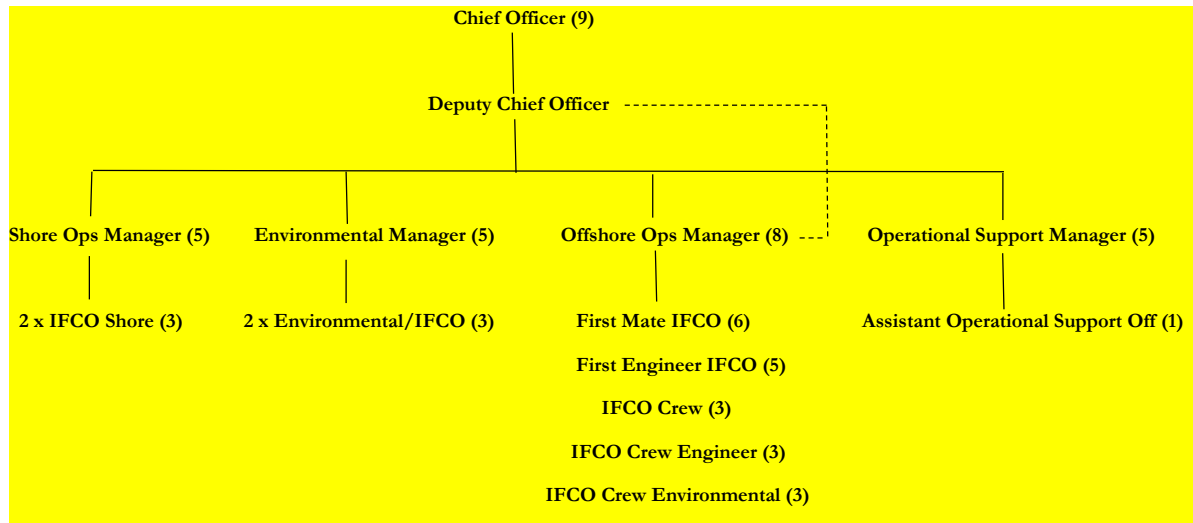 Chief Officer (9)
Deputy Chief Officer
Shore Ops Manager (5) Environmental Manager (5) Offshore Ops Manager (8) Operational Support Manager (5)
2 x IFCO Shore (3) 2 x Environmental/IFCO (3) First Mate IFCO (6) Assistant Operational Support Off (1)
First Engineer IFCO (5)
IFCO Crew (3)
IFCO Crew Engineer (3)
IFCO Crew Environmental (3)